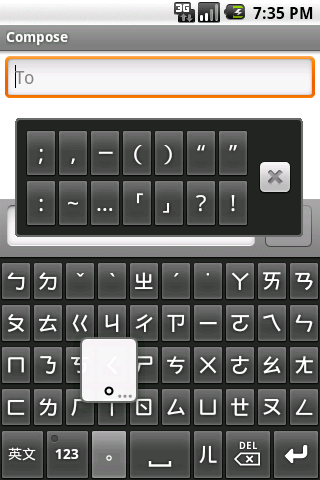 3G 7:35 PM
Compose
To
; , — ( ) “ ”
: ~ … 「 」 ? !
ㄅ ㄉ ˇ ˋ ㄓ ˊ ˙ ㄚ ㄞ ㄢ
ㄆ ㄊ ㄍ ㄐ ㄔ ㄗ ㄧ ㄛ ㄟ ㄣ
ㄇ ㄋ ㄎ ㄑ ㄕ ㄘ ㄨ ㄜ ㄠ ㄤ
ㄈ ㄌ ㄏ ㄒ ㄖ ㄙ ㄩ ㄝ ㄡ ㄥ
。 …
英文 123 。 ㄦ DEL